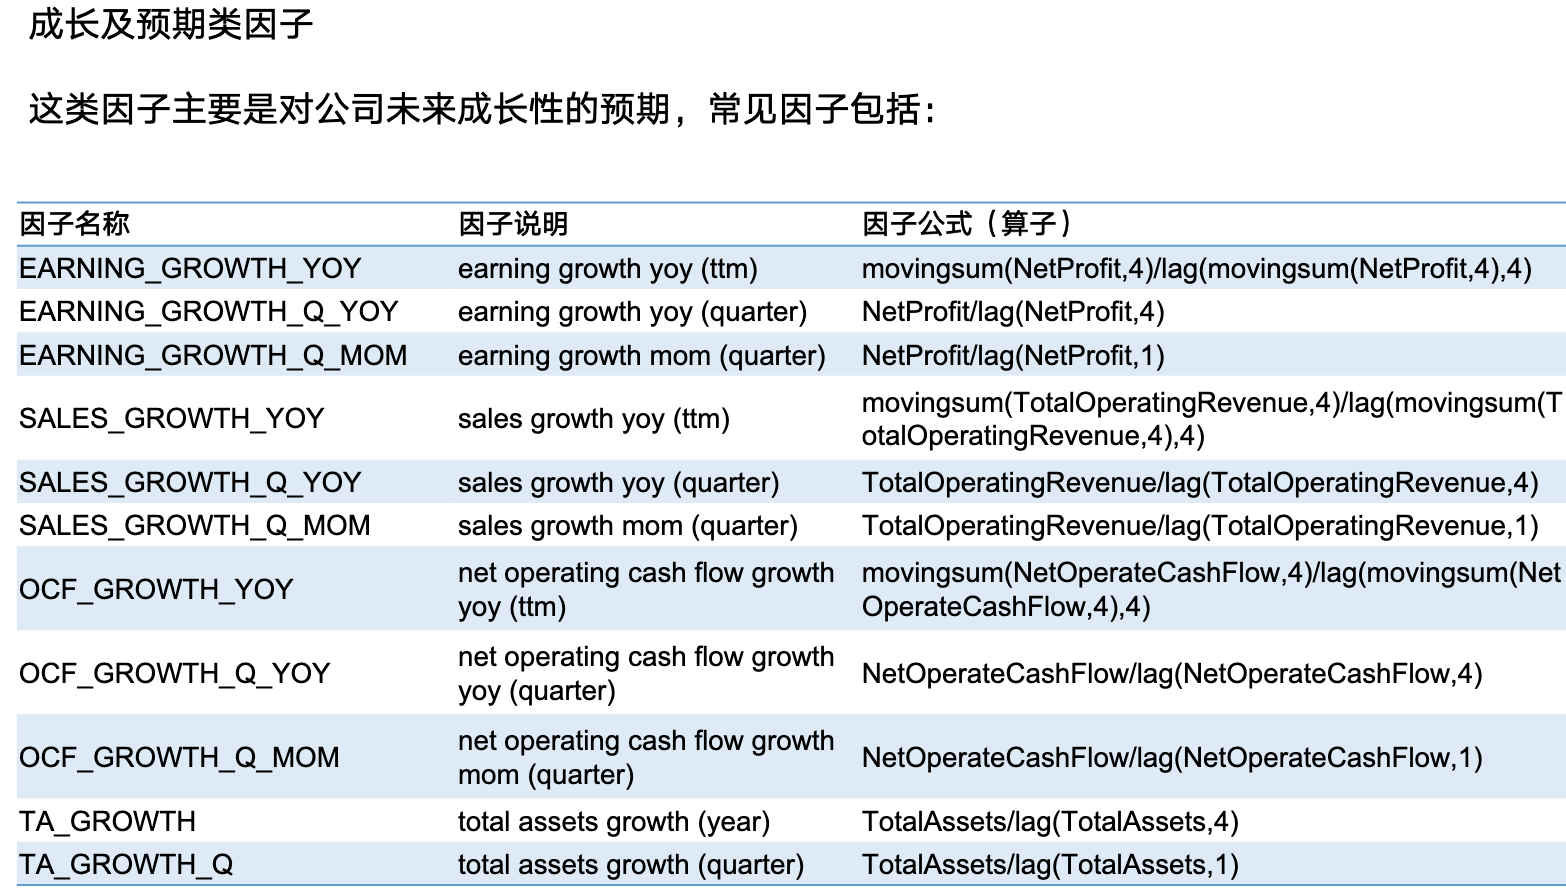 成长及预期类因子
这类因子主要是对公司未来成长性的预期，常见因子包括：
因子名称 因子说明 因子公式（算子）
EARNING_GROWTH_YOY earning growth yoy (ttm) movingsum(NetProfit,4)/lag(movingsum(NetProfit,4),4)
EARNING_GROWTH_Q_YOY earning growth yoy (quarter) NetProfit/lag(NetProfit,4)
EARNING_GROWTH_Q_MOM earning growth mom (quarter) NetProfit/lag(NetProfit,1)
SALES_GROWTH_YOY sales growth yoy (ttm) movingsum(TotalOperatingRevenue,4)/lag(movingsum(T
otalOperatingRevenue,4),4)
SALES_GROWTH_Q_YOY sales growth yoy (quarter) TotalOperatingRevenue/lag(TotalOperatingRevenue,4)
SALES_GROWTH_Q_MOM sales growth mom (quarter) TotalOperatingRevenue/lag(TotalOperatingRevenue,1)
OCF_GROWTH_YOY net operating cash flow growth movingsum(NetOperateCashFlow,4)/lag(movingsum(Net
yoy (ttm) OperateCashFlow,4),4)
OCF_GROWTH_Q_YOY net operating cash flow growth NetOperateCashFlow/lag(NetOperateCashFlow,4)
yoy (quarter)
OCF_GROWTH_Q_MOM net operating cash flow growth NetOperateCashFlow/lag(NetOperateCashFlow,1)
mom (quarter)
TA_GROWTH total assets growth (year) TotalAssets/lag(TotalAssets,4)
TA_GROWTH_Q total assets growth (quarter) TotalAssets/lag(TotalAssets,1)